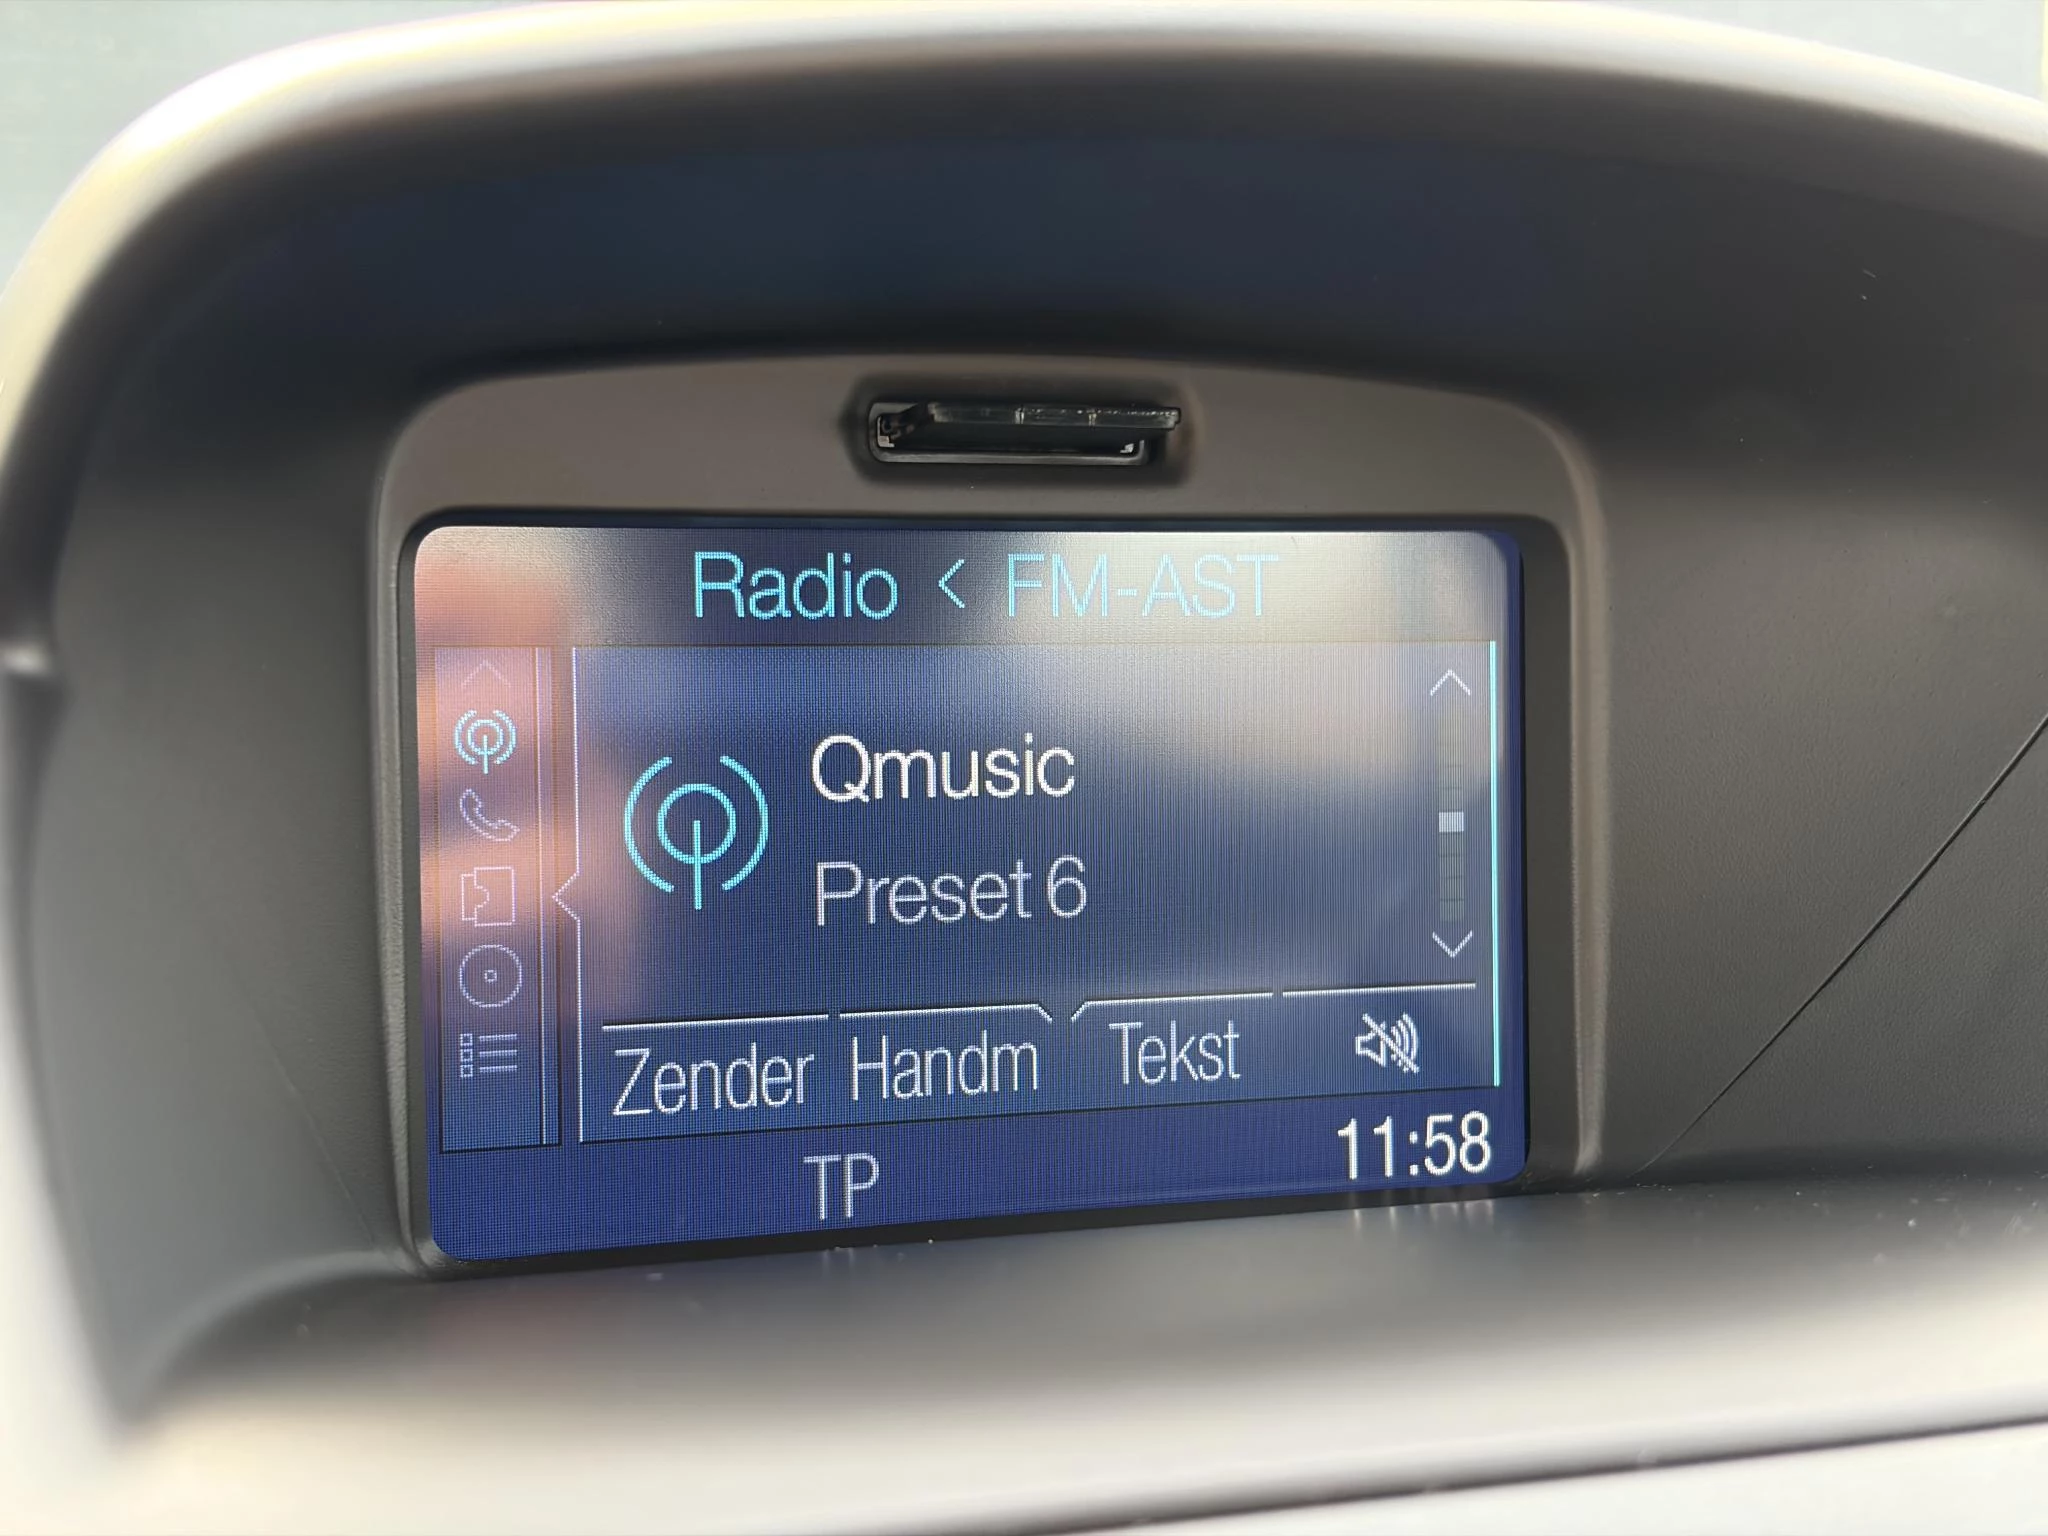 Radio < FM-AST
Qmusic
Preset 6
Zender Handm Tekst
TP 11:58